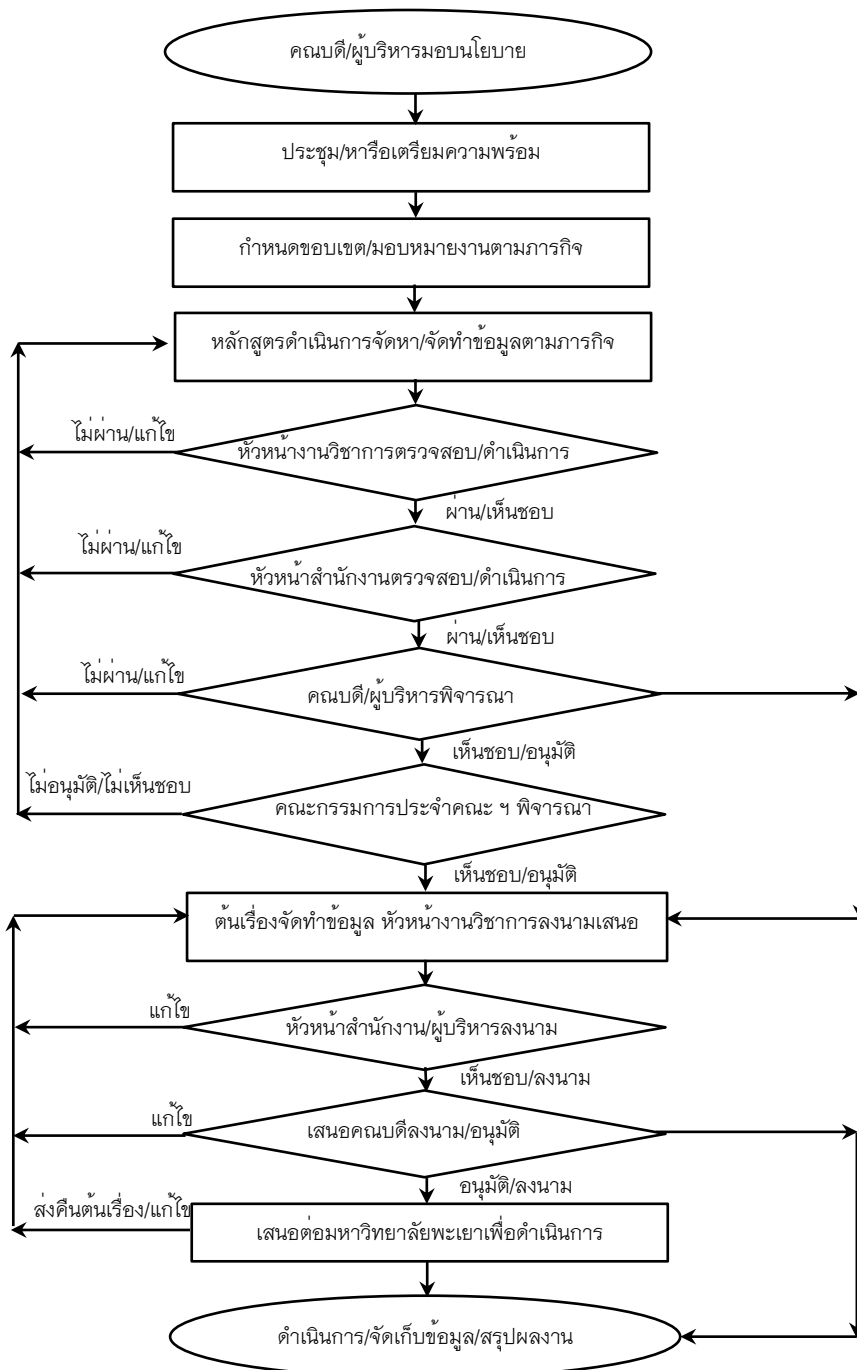 คณบดี/ผู้บริหารมอบนโยบาย
ประชุม/หารือเตรียมความพร้อม
กำหนดขอบเขต/มอบหมายงานตามภารกิจ
หลักสูตรดำเนินการจัดหา/จัดทำข้อมูลตามภารกิจ
ไม่ผ่าน/แก้ไข
หัวหน้างานวิชาการตรวจสอบ/ดำเนินการ
ผ่าน/เห็นชอบ
ไม่ผ่าน/แก้ไข
หัวหน้าสำนักงานตรวจสอบ/ดำเนินการ
ผ่าน/เห็นชอบ
ไม่ผ่าน/แก้ไข
คณบดี/ผู้บริหารพิจารณา
เห็นชอบ/อนุมัติ
ไม่อนุมัติ/ไม่เห็นชอบ
คณะกรรมการประจำคณะ ฯ พิจารณา
เห็นชอบ/อนุมัติ
ต้นเรื่องจัดทำข้อมูล หัวหน้างานวิชาการลงนามเสนอ
แก้ไข
หัวหน้าสำนักงาน/ผู้บริหารลงนาม
เห็นชอบ/ลงนาม
แก้ไข
เสนอคณบดีลงนาม/อนุมัติ
อนุมัติ/ลงนาม
ส่งคืนต้นเรื่อง/แก้ไข
เสนอต่อมหาวิทยาลัยพะเยาเพื่อดำเนินการ
ดำเนินการ/จัดเก็บข้อมูล/สรุปผลงาน